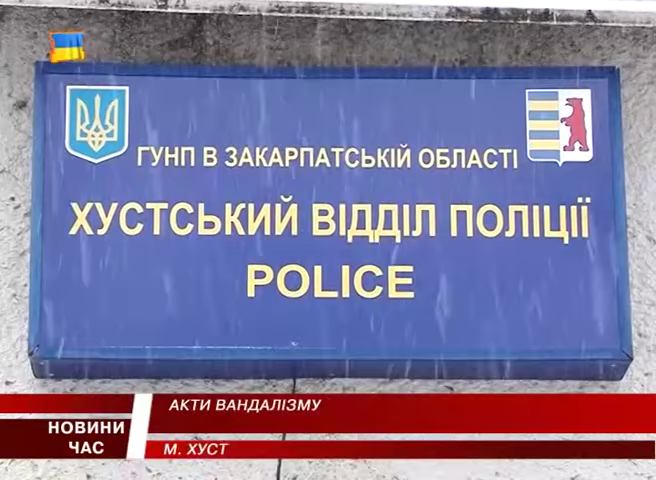 ГУНП В ЗАКАРПАТСЬКІЙ ОБЛАСТІ
ХУСТСЬКИЙ ВІДДІЛ ПОЛІЦІЇ
POLICE
АКТИ ВАНДАЛІЗМУ
НОВИНИ
ЧАС
М. ХУСТ